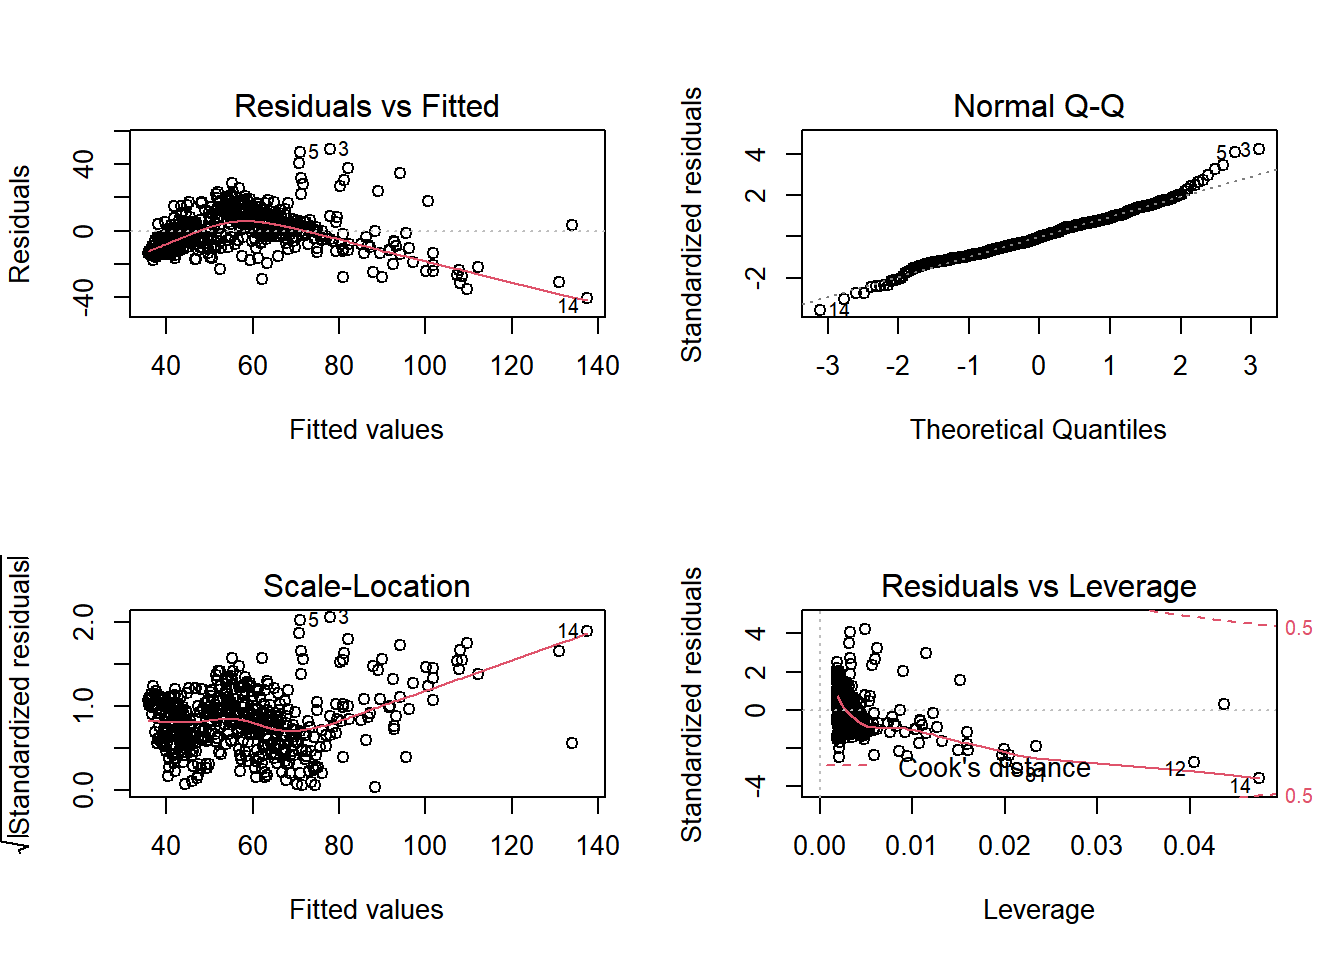 Residuals vs Fitted
Residuals
40
0
-40
5
3
14
40 60 80 100 120 140
Fitted values
Normal Q-Q
Standardized residuals
4
2
-2
5 3
14
-3 -2 -1 0 1 2 3
Theoretical Quantiles
Scale-Location
√|Standardized residuals|
2.0
1.0
0.0
5
3
14
40 60 80 100 120 140
Fitted values
Residuals vs Leverage
Standardized residuals
4
2
0
-4
0.5
Cook's distance
12
14
0.5
0.00 0.01 0.02 0.03 0.04
Leverage